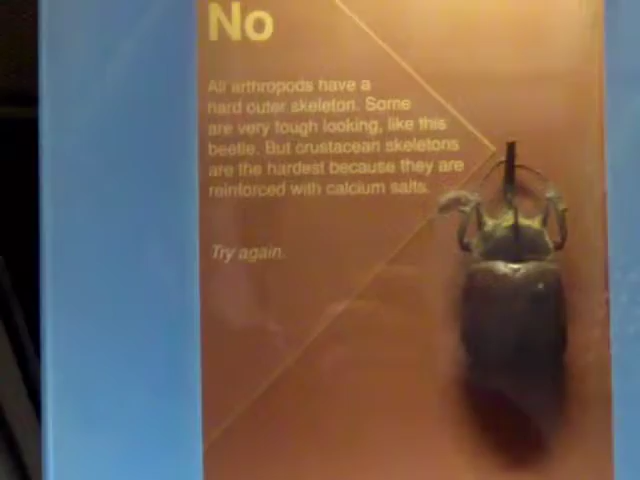 No
All arthropods have a
hard outer skeleton. Some
are very tough looking, like this
beetle. But crustacean skeletons
are the hardest because they are
reinforced with calcium salts.
Try again.